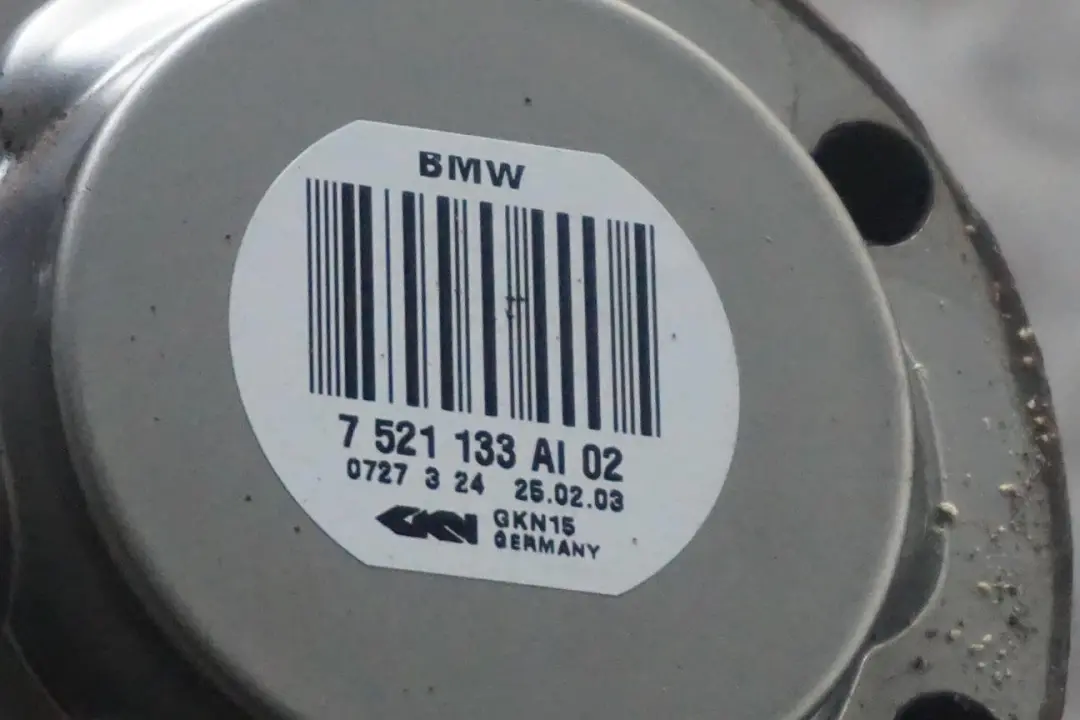 BMW
7 521 133 AI 02
0727 3 24 25.02.03
GKN GKN15
GERMANY